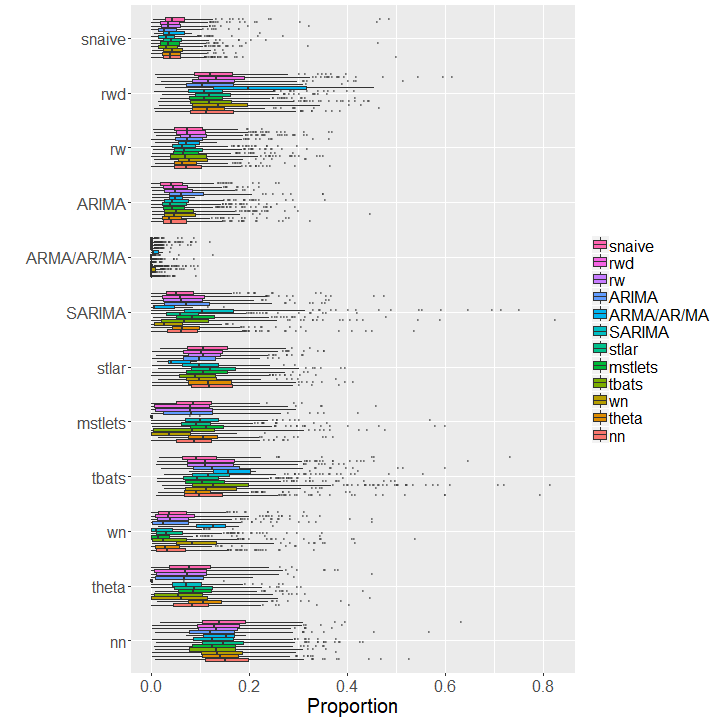 snaive
rwd
rw
ARIMA
ARMA/AR/MA
SARIMA
stlar
mstlets
tbats
wn
theta
nn
0.0 0.2 0.4 0.6 0.8
Proportion
snaive
rwd
rw
ARIMA
ARMA/AR/MA
SARIMA
stlar
mstlets
tbats
wn
theta
nn